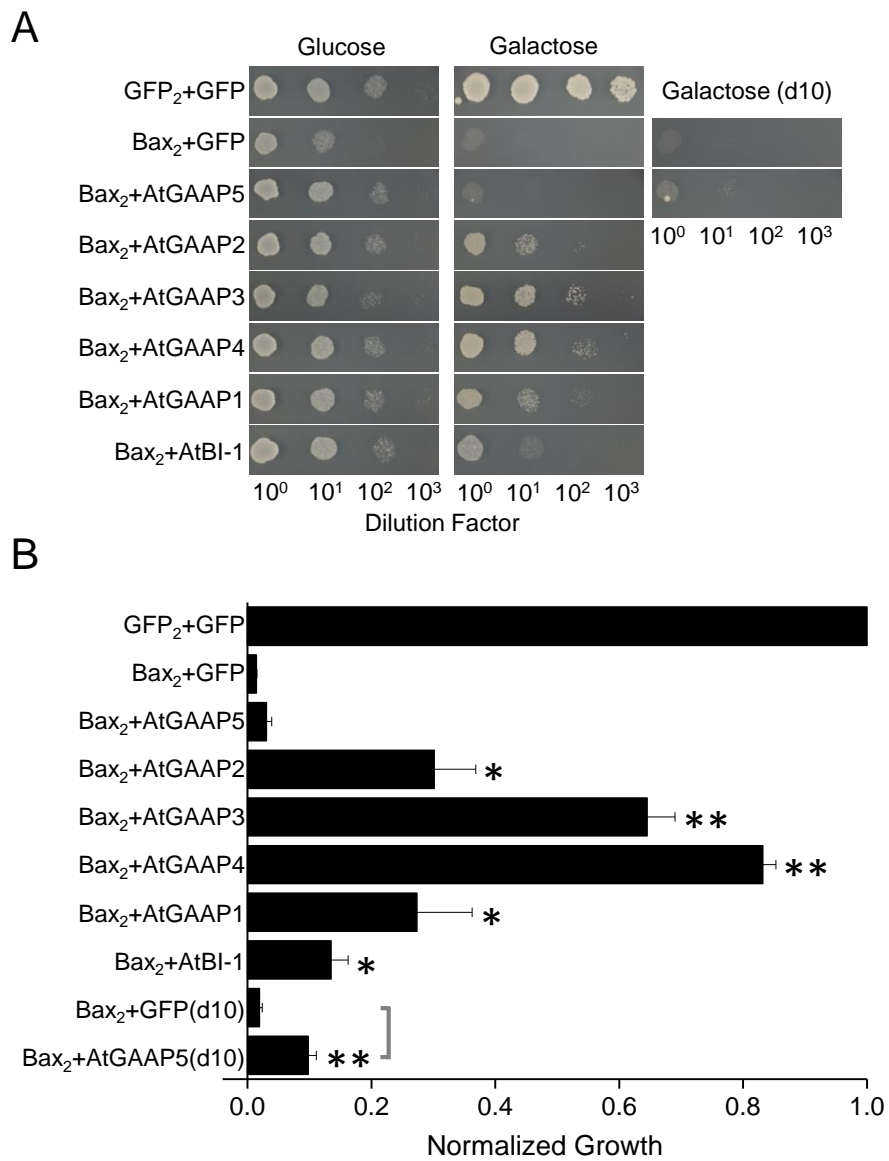 A
Glucose Galactose
GFP₂+GFP Galactose (d10)
Bax₂+GFP
Bax₂+AtGAAP5
10⁰ 10¹ 10² 10³
Bax₂+AtGAAP2
Bax₂+AtGAAP3
Bax₂+AtGAAP4
Bax₂+AtGAAP1
Bax₂+AtBI-1
10⁰ 10¹ 10² 10³ 10⁰ 10¹ 10² 10³
Dilution Factor
B
GFP₂+GFP
Bax₂+GFP
Bax₂+AtGAAP5
Bax₂+AtGAAP2 *
Bax₂+AtGAAP3 **
Bax₂+AtGAAP4 **
Bax₂+AtGAAP1 *
Bax₂+AtBI-1 *
Bax₂+GFP(d10)
Bax₂+AtGAAP5(d10) **
0.0 0.2 0.4 0.6 0.8 1.0
Normalized Growth